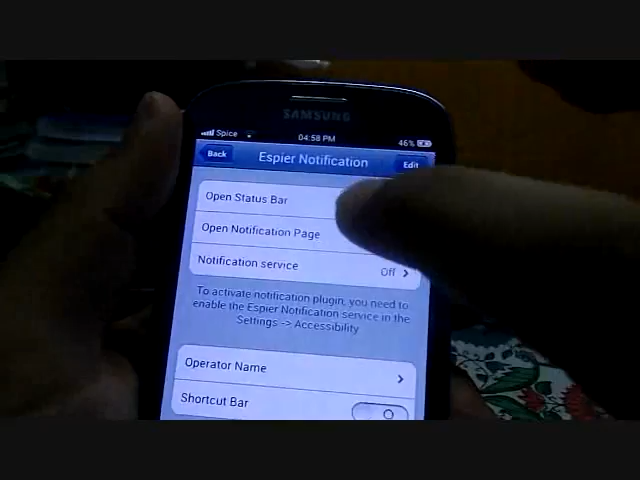 SAMSUNG
Spice 04:58 PM 46%
Back Espier Notification Edit
Open Status Bar
Open Notification Page
Notification service Off
To activate notification plugin, you need to
enable the Espier Notification service in the
Settings -> Accessibility
Operator Name
Shortcut Bar